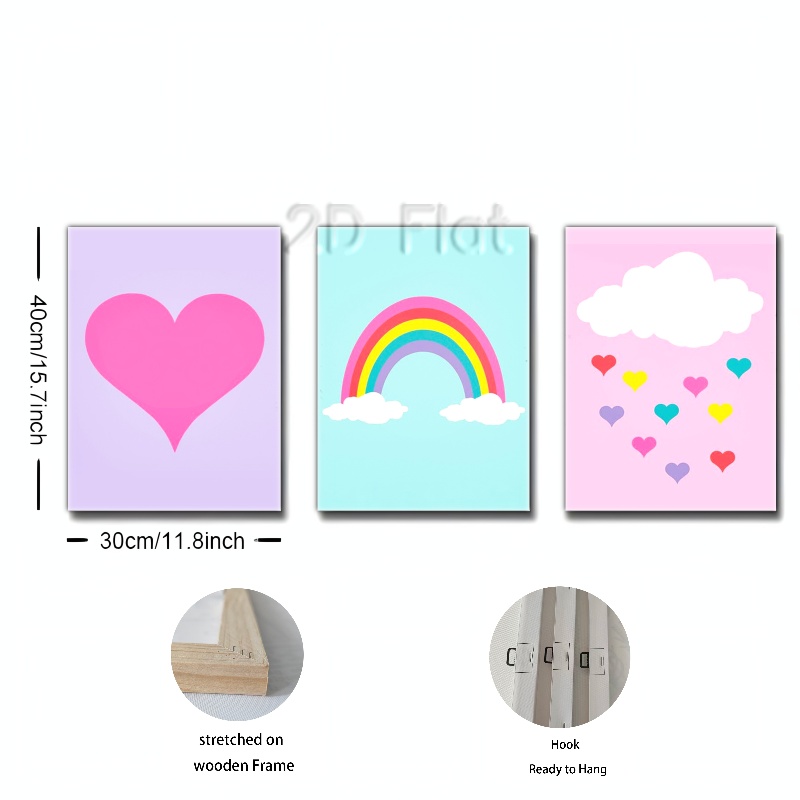 2D Flat
40cm/15.7inch
30cm/11.8inch
stretched on
wooden Frame
Hook
Ready to Hang